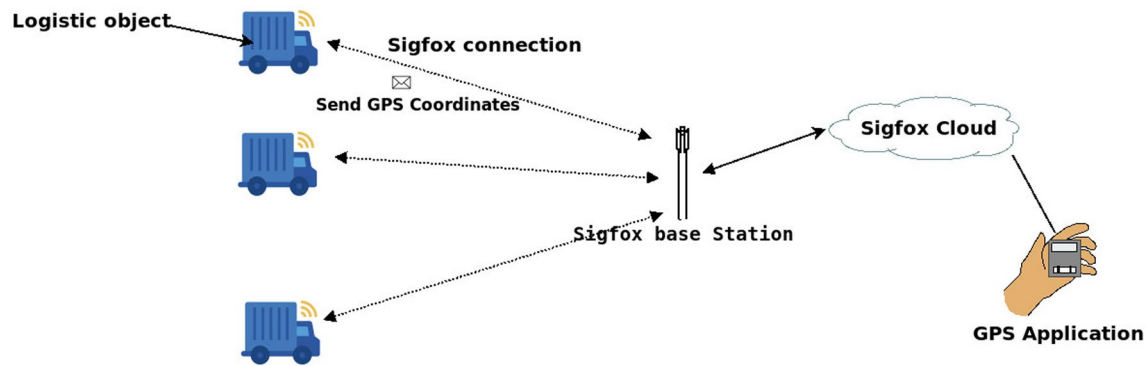 Logistic object
Sigfox connection
Send GPS Coordinates
Sigfox Cloud
Sigfox base Station
GPS Application